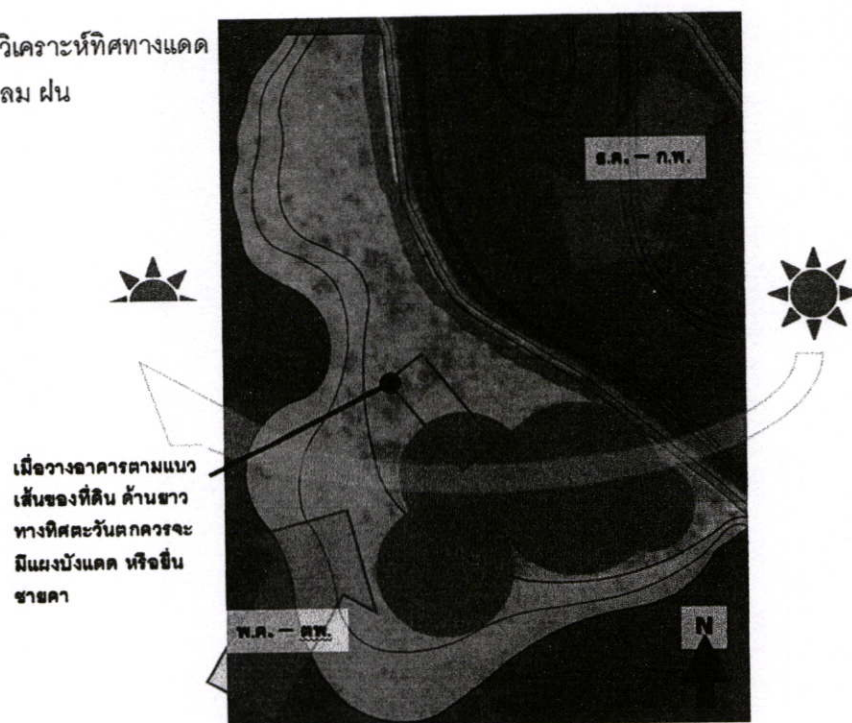 วิเคราะห์ทิศทางแดด
ลม ฝน
ธ.ค. – ก.พ.
เมื่อวางอาคารตามแนว
เส้นของที่ดิน ด้านยาว
ทางทิศตะวันตกควรจะ
มีแผงบังแดด หรือยื่น
ชายคา
พ.ค. – ตพ.
N